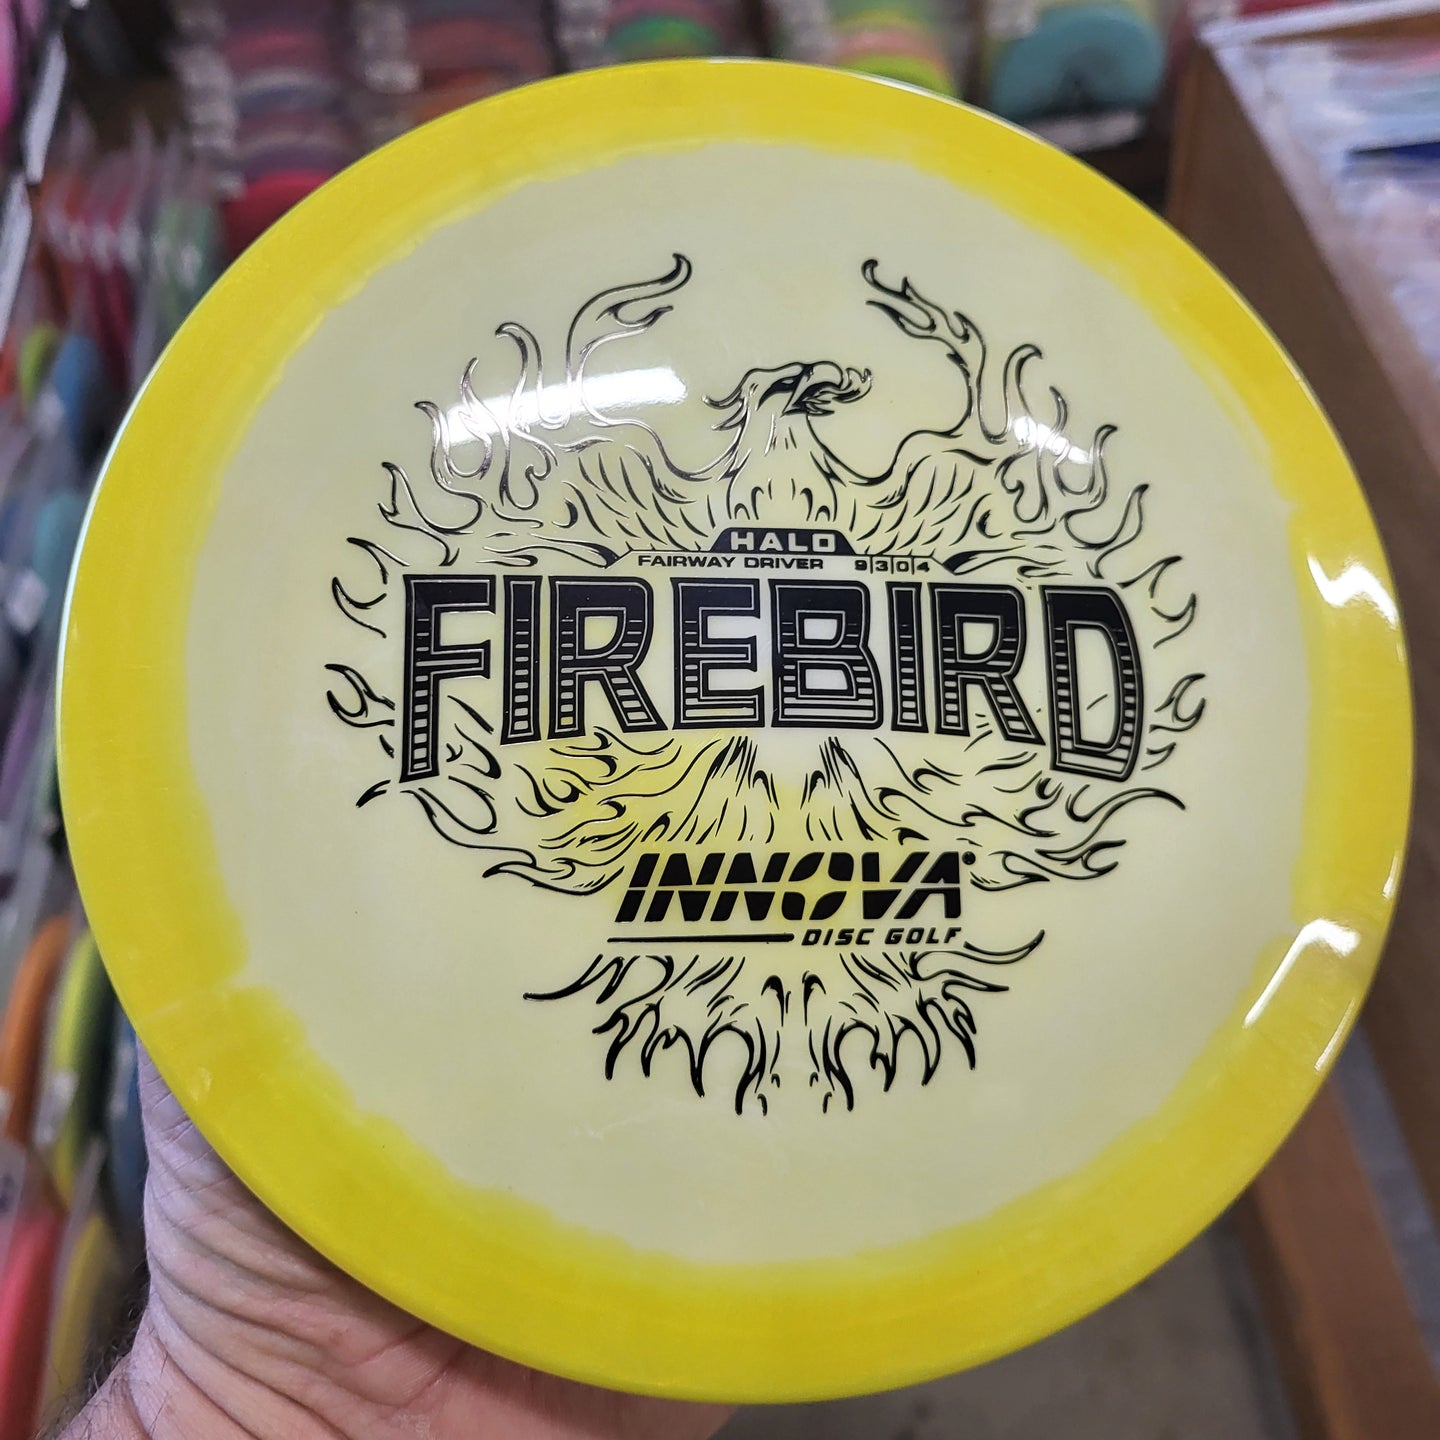 HALO
FAIRWAY DRIVER 9|3|0|4
FIREBIRD
INNOVA®
DISC GOLF